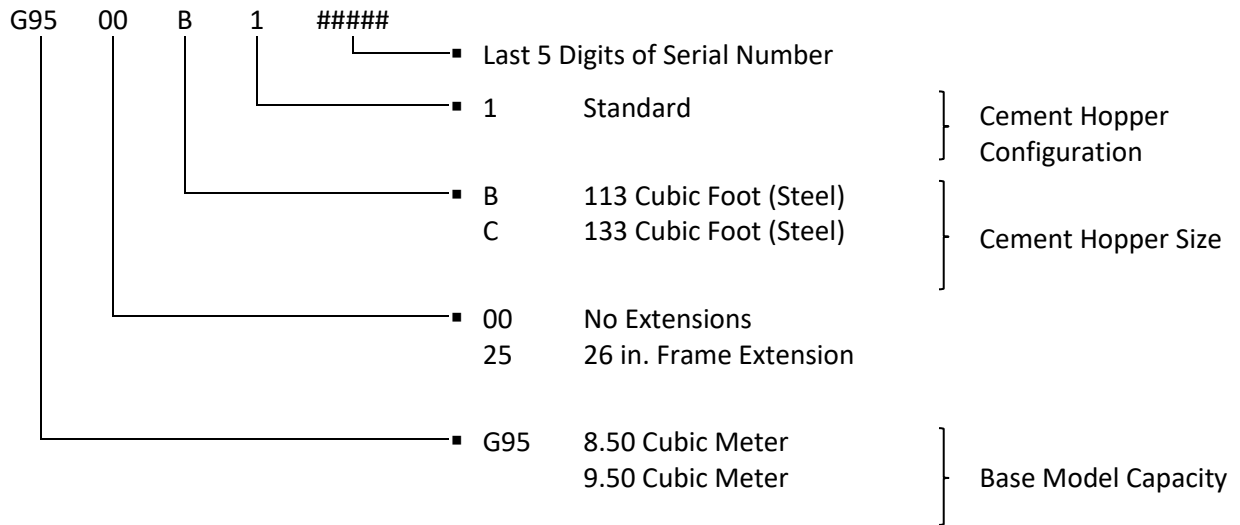 G95 00 B 1 #####
Last 5 Digits of Serial Number
1 Standard
Cement Hopper
Configuration
B 113 Cubic Foot (Steel)
C 133 Cubic Foot (Steel)
Cement Hopper Size
00 No Extensions
25 26 in. Frame Extension
G95 8.50 Cubic Meter
9.50 Cubic Meter
Base Model Capacity